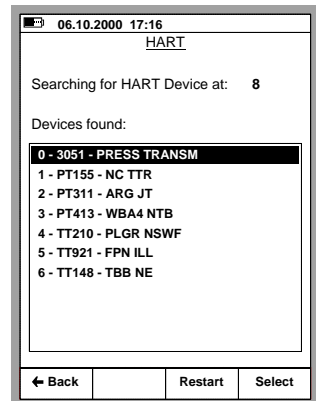 06.10.2000 17:16
HART
Searching for HART Device at: 8
Devices found:
0 - 3051 - PRESS TRANSM
1 - PT155 - NC TTR
2 - PT311 - ARG JT
3 - PT413 - WBA4 NTB
4 - TT210 - PLGR NSWF
5 - TT921 - FPN ILL
6 - TT148 - TBB NE
← Back Restart Select